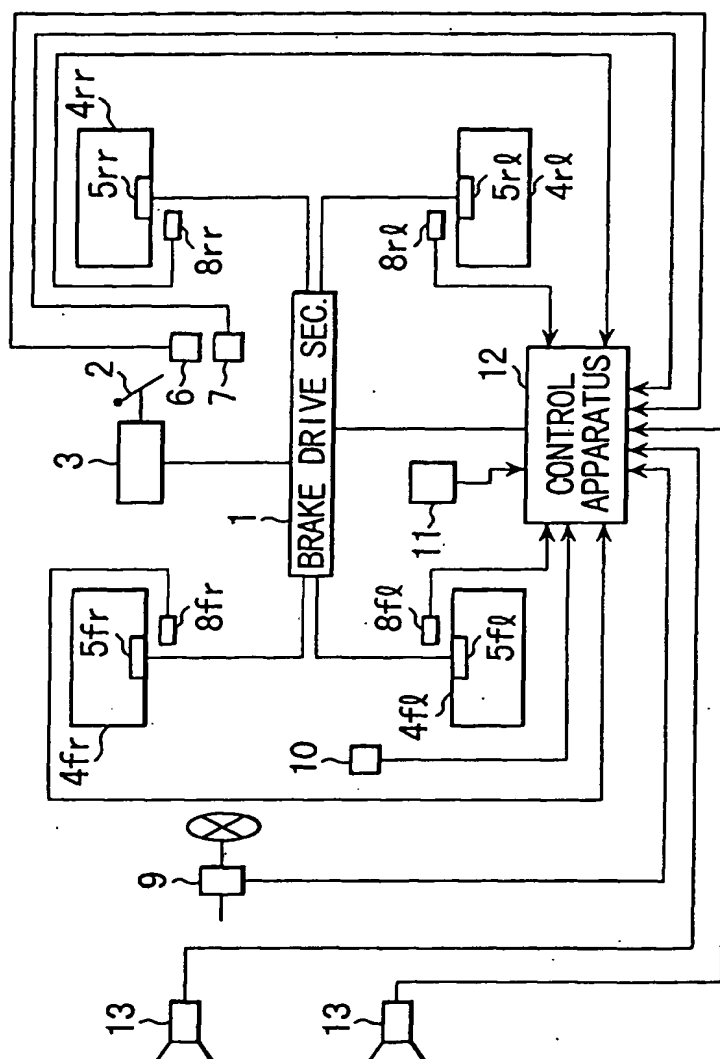 4rr
5rr
8rr
2
6
7
3
1
BRAKE DRIVE SEC.
5rℓ
4rℓ
8rℓ
12
CONTROL
APPARATUS
11
5fr
8fr
4fr
8fℓ
5fℓ
4fℓ
10
9
13
13